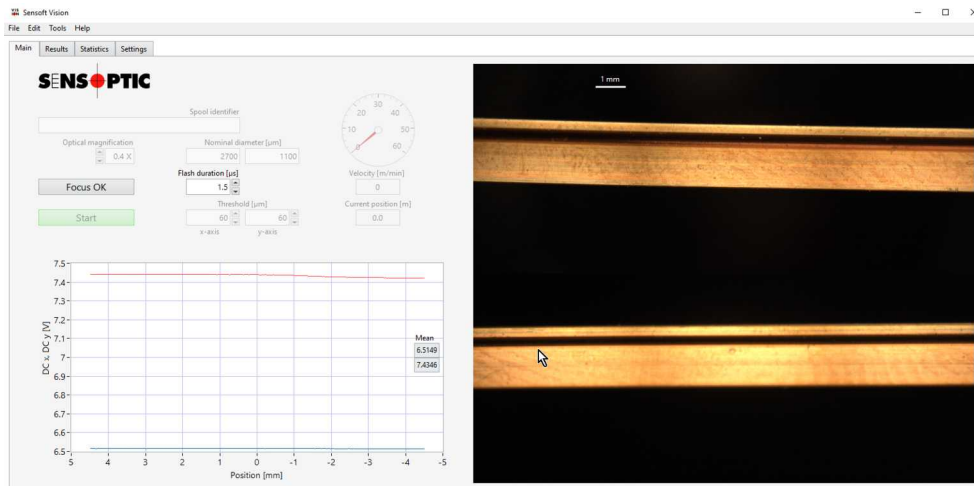 Sensoft Vision
File Edit Tools Help
Main Results Statistics Settings
SENSOPTIC
Spool identifier
Optical magnification
0.4 X
Nominal diameter [µm]
2700 1100
Focus OK
Flash duration [µs]
1.5
Start
Threshold [µm]
60 60
x-axis y-axis
0 10 20 30 40 50 60
Velocity [m/min]
0
Current position [m]
0.0
DC x, DC y [V]
7.5
7.4
7.3
7.2
7.1
7
6.9
6.8
6.7
6.6
6.5
5 4 3 2 1 0 -1 -2 -3 -4 -5
Position [mm]
Mean
6.5149
7.4346
1 mm